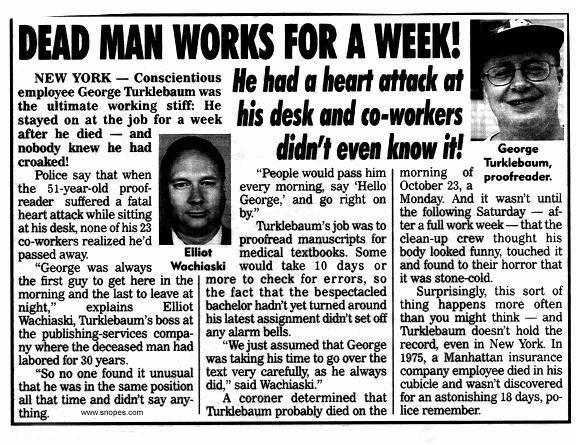 DEAD MAN WORKS FOR A WEEK!
He had a heart attack at
his desk and co-workers
didn't even know it!
NEW YORK — Conscientious
employee George Turklebaum was
the ultimate working stiff: He
stayed on at the job for a week
after he died — and
nobody knew he had
croaked!
Police say that when
the 51-year-old proof-
reader suffered a fatal
heart attack while sitting
at his desk, none of his 23
co-workers realized he'd
passed away.
"George was always
the first guy to get here in the
morning and the last to leave at
night," explains Elliot
Wachiaski, Turklebaum's boss at
the publishing-services compa-
ny where the deceased man had
labored for 30 years.
"So no one found it unusual
that he was in the same position
all that time and didn't say any-
thing.
www.snopes.com
Elliot
Wachiaski
"People would pass him
every morning, say 'Hello
George,' and go right on
by."
Turklebaum's job was to
proofread manuscripts for
medical textbooks. Some
would take 10 days or
more to check for errors, so
the fact that the bespectacled
bachelor hadn't yet turned around
his latest assignment didn't set off
any alarm bells.
"We just assumed that George
was taking his time to go over the
text very carefully, as he always
did," said Wachiaski."
A coroner determined that
Turklebaum probably died on the
George
Turklebaum,
proofreader.
morning of
October 23, a
Monday. And it wasn't until
the following Saturday — af-
ter a full work week — that the
clean-up crew thought his
body looked funny, touched it
and found to their horror that
it was stone-cold.
Surprisingly, this sort of
thing happens more often
than you might think — and
Turklebaum doesn't hold the
record, even in New York. In
1975, a Manhattan insurance
company employee died in his
cubicle and wasn't discovered
for an astonishing 18 days, po-
lice remember.